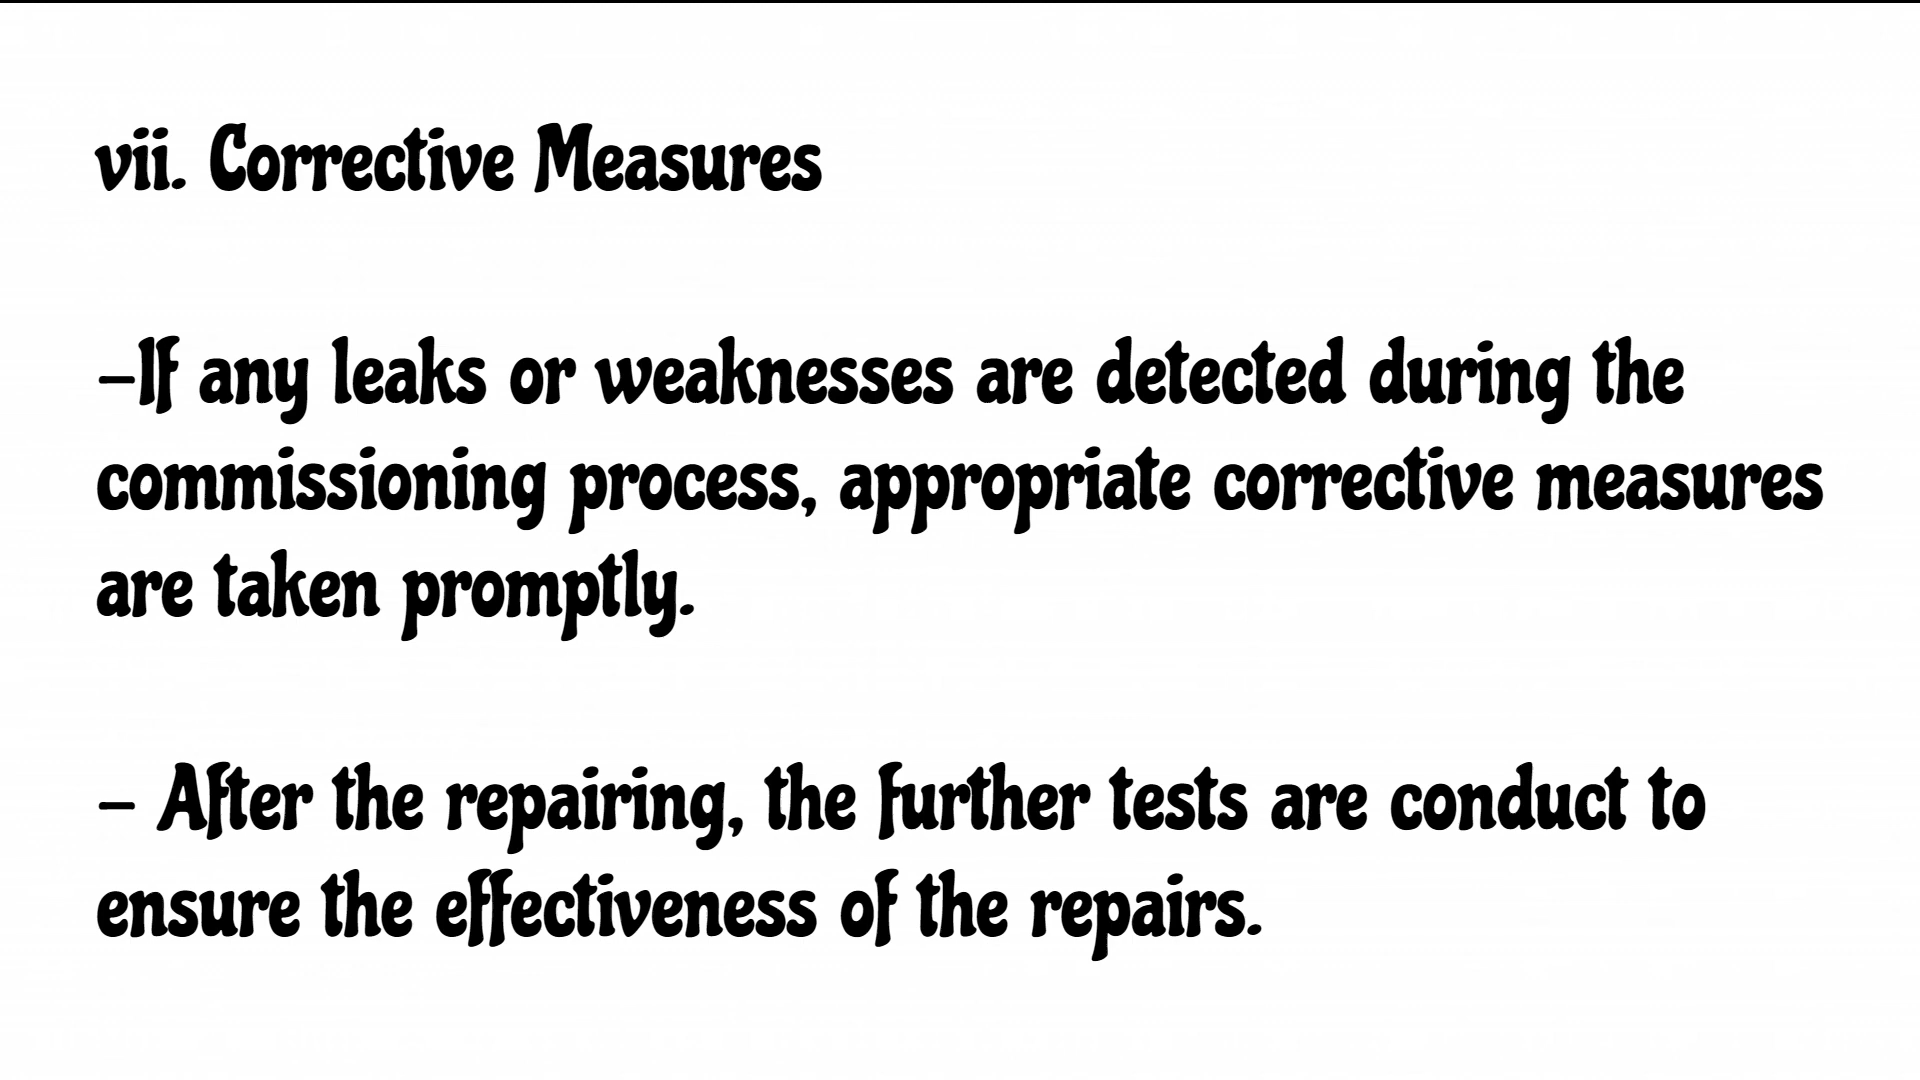 vii. Corrective Measures
-If any leaks or weaknesses are detected during the
commissioning process, appropriate corrective measures
are taken promptly.
- After the repairing, the further tests are conduct to
ensure the effectiveness of the repairs.